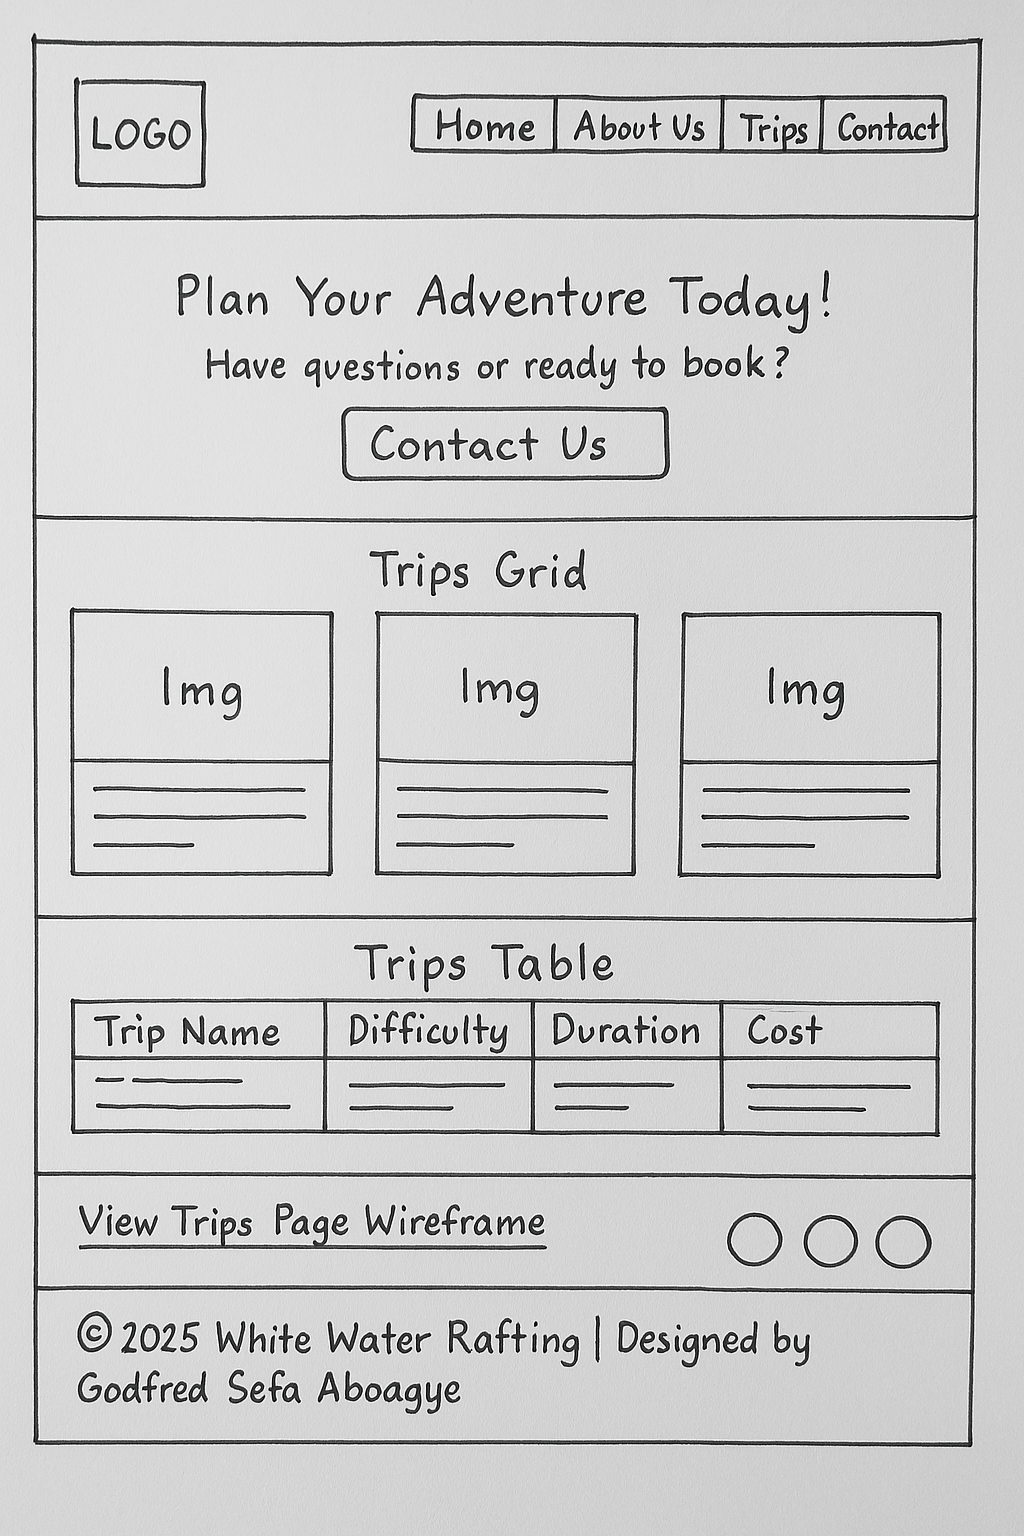 LOGO
Home About Us Trips Contact
Plan Your Adventure Today!
Have questions or ready to book?
Contact Us
Trips Grid
Img Img Img
Trips Table
Trip Name Difficulty Duration Cost
View Trips Page Wireframe
© 2025 White Water Rafting | Designed by
Godfred Sefa Aboagye